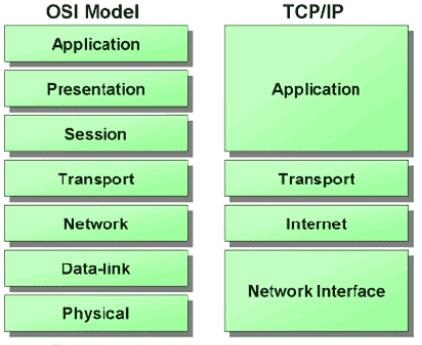 OSI Model
Application
Presentation
Session
Transport
Network
Data-link
Physical
TCP/IP
Application
Transport
Internet
Network Interface